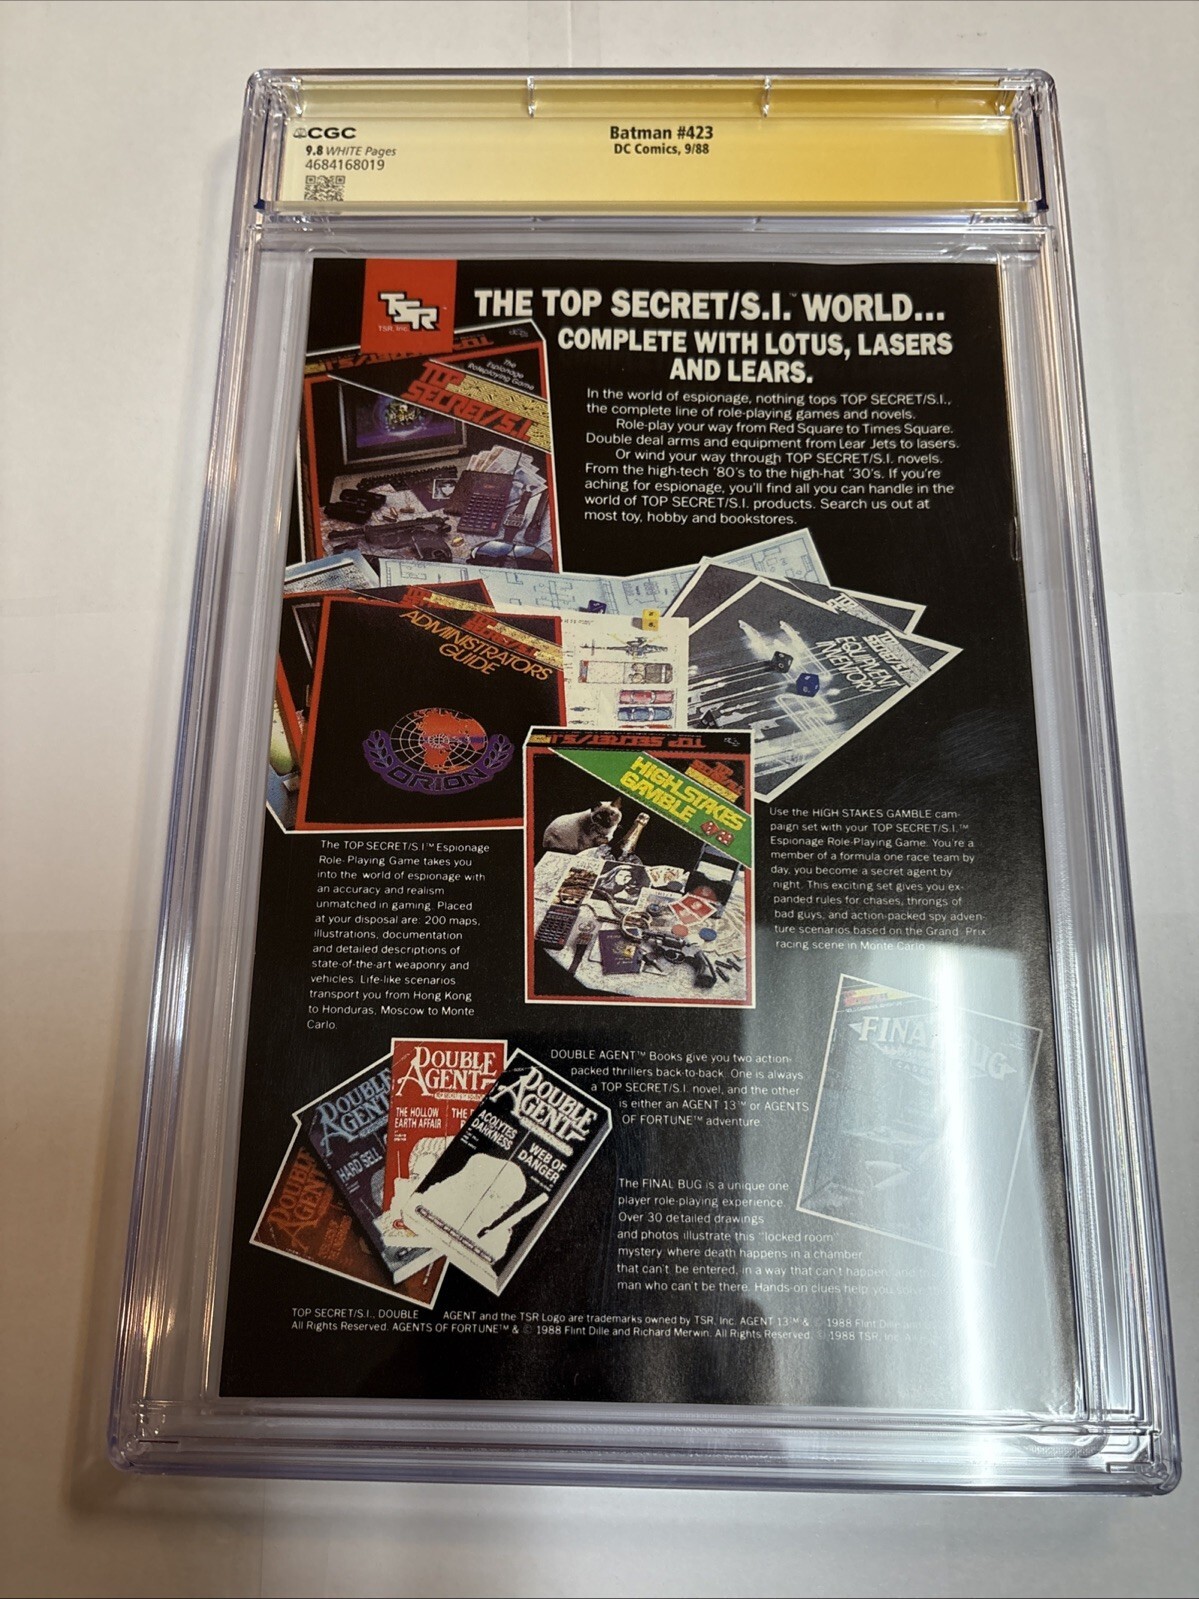 CGC
9.8 WHITE Pages
4684168019
Batman #423
DC Comics, 9/88
TSR
TSR, Inc.
THE TOP SECRET/S.I.™ WORLD...
COMPLETE WITH LOTUS, LASERS
AND LEARS.
In the world of espionage, nothing tops TOP SECRET/S.I.,
the complete line of role-playing games and novels.
Role-play your way from Red Square to Times Square.
Double deal arms and equipment from Lear Jets to lasers.
Or wind your way through TOP SECRET/S.I. novels.
From the high-tech '80's to the high-hat '30's. If you're
aching for espionage, you'll find all you can handle in the
world of TOP SECRET/S.I. products. Search us out at
most toy, hobby and bookstores.
TOP SECRET/S.I.
The
Espionage
Roleplaying Game
TOP
SECRET/S.I.
ADMINISTRATORS
GUIDE
ORION
TOP
SECRET/S.I.
EQUIPMENT
INVENTORY
TOP SECRET/S.I.
TOP
SECRET
HIGH STAKES
GAMBLE
The TOP SECRET/S.I.™ Espionage
Role-Playing Game takes you
into the world of espionage with
an accuracy and realism
unmatched in gaming. Placed
at your disposal are: 200 maps,
illustrations, documentation
and detailed descriptions of
state-of-the-art weaponry and
vehicles. Life-like scenarios
transport you from Hong Kong
to Honduras, Moscow to Monte
Carlo.
Use the HIGH STAKES GAMBLE cam-
paign set with your TOP SECRET/S.I.™
Espionage Role-Playing Game. You're a
member of a formula one race team by
day, you become a secret agent by
night. This exciting set gives you ex-
panded rules for chases, throngs of
bad guys, and action-packed spy adven-
ture scenarios based on the Grand Prix
racing scene in Monte Carlo.
FINAL BUG
DOUBLE AGENT™ Books give you two action-
packed thrillers back-to-back. One is always
a TOP SECRET/S.I. novel, and the other
is either an AGENT 13™ or AGENTS
OF FORTUNE™ adventure.
DOUBLE
AGENT
DOUBLE
AGENT
HARD SELL
DOUBLE
AGENT
THE HOLLOW
EARTH AFFAIR
THE
DOUBLE
AGENT
ACOLYTES
DARKNESS
WEB OF
DANGER
The FINAL BUG is a unique one
player role-playing experience.
Over 30 detailed drawings
and photos illustrate this "locked room"
mystery where death happens in a chamber
that can't be entered, in a way that can't happen
man who can't be there. Hands-on clues help you
TOP SECRET/S.I., DOUBLE AGENT and the TSR Logo are trademarks owned by TSR, Inc. AGENT 13™ & © 1988 Flint Dille
All Rights Reserved. AGENTS OF FORTUNE™ & © 1988 Flint Dille and Richard Merwin. All Rights Reserved. © 1988 TSR, Inc.